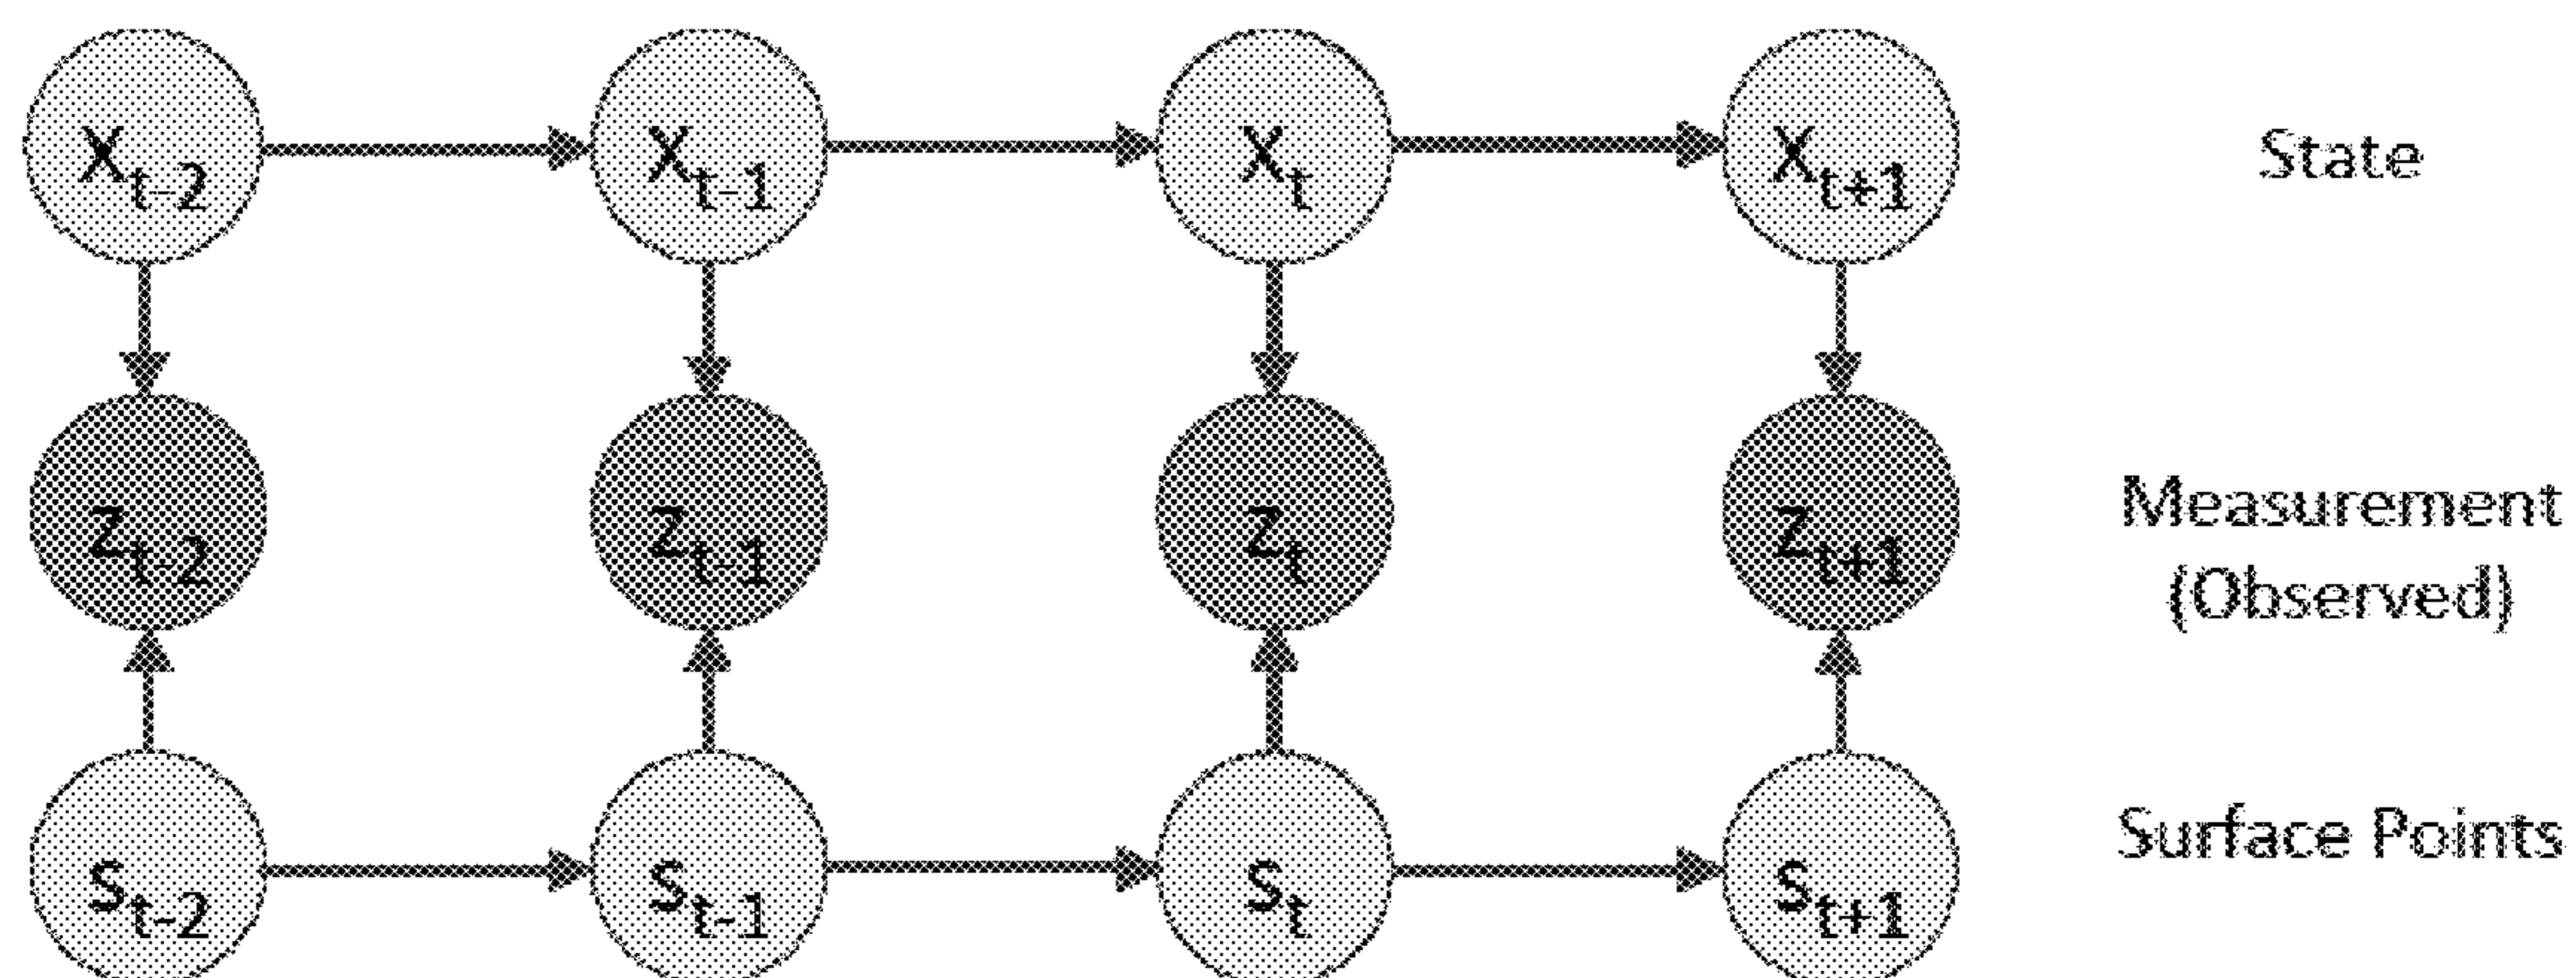 X_{t-2} X_{t-1} X_t X_{t+1} State
Z_{t-2} Z_{t-1} Z_t Z_{t+1} Measurement
(Observed)
S_{t-2} S_{t-1} S_t S_{t+1} Surface Points